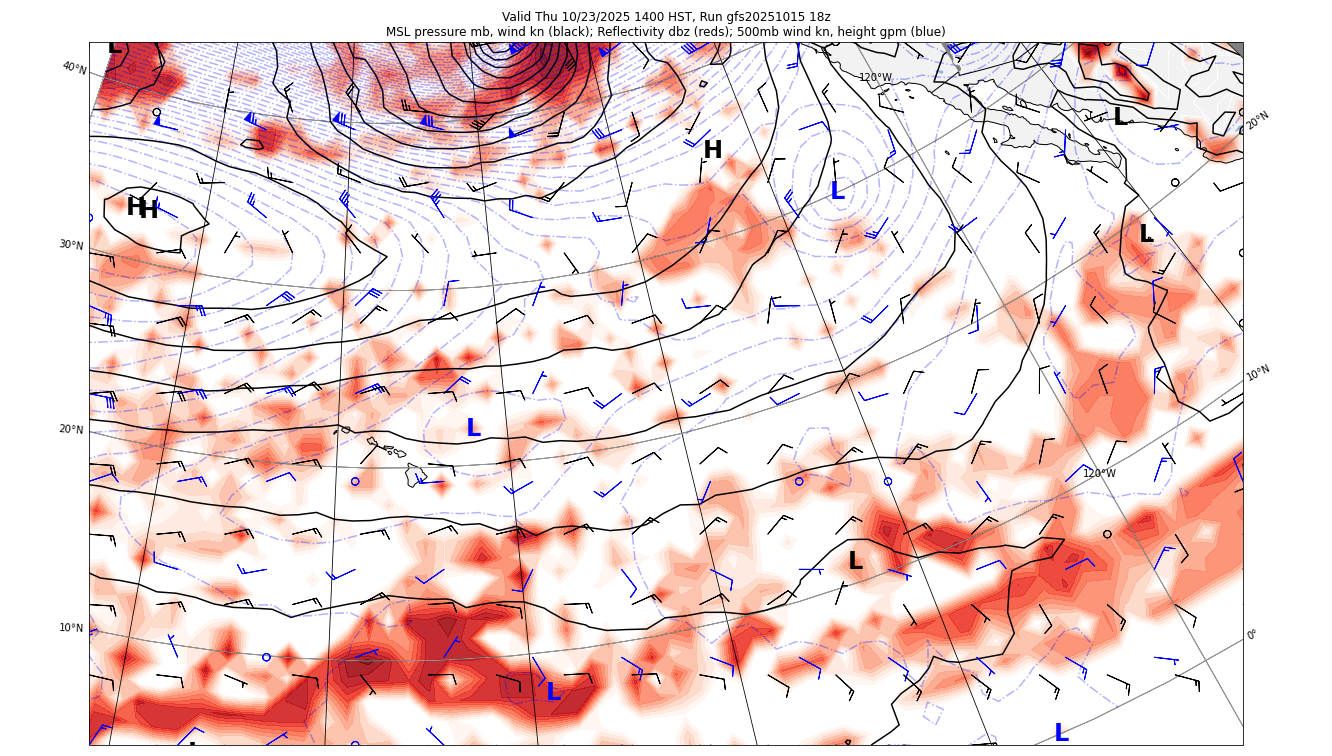 Valid Thu 10/23/2025 1400 HST, Run gfs20251015 18z
MSL pressure mb, wind kn (black); Reflectivity dbz (reds); 500mb wind kn, height gpm (blue)
L
40°N
120°W
L
20°N
H
L
H
H
L
30°N
10°N
20°N
L
120°W
L
10°N
0°
L
L